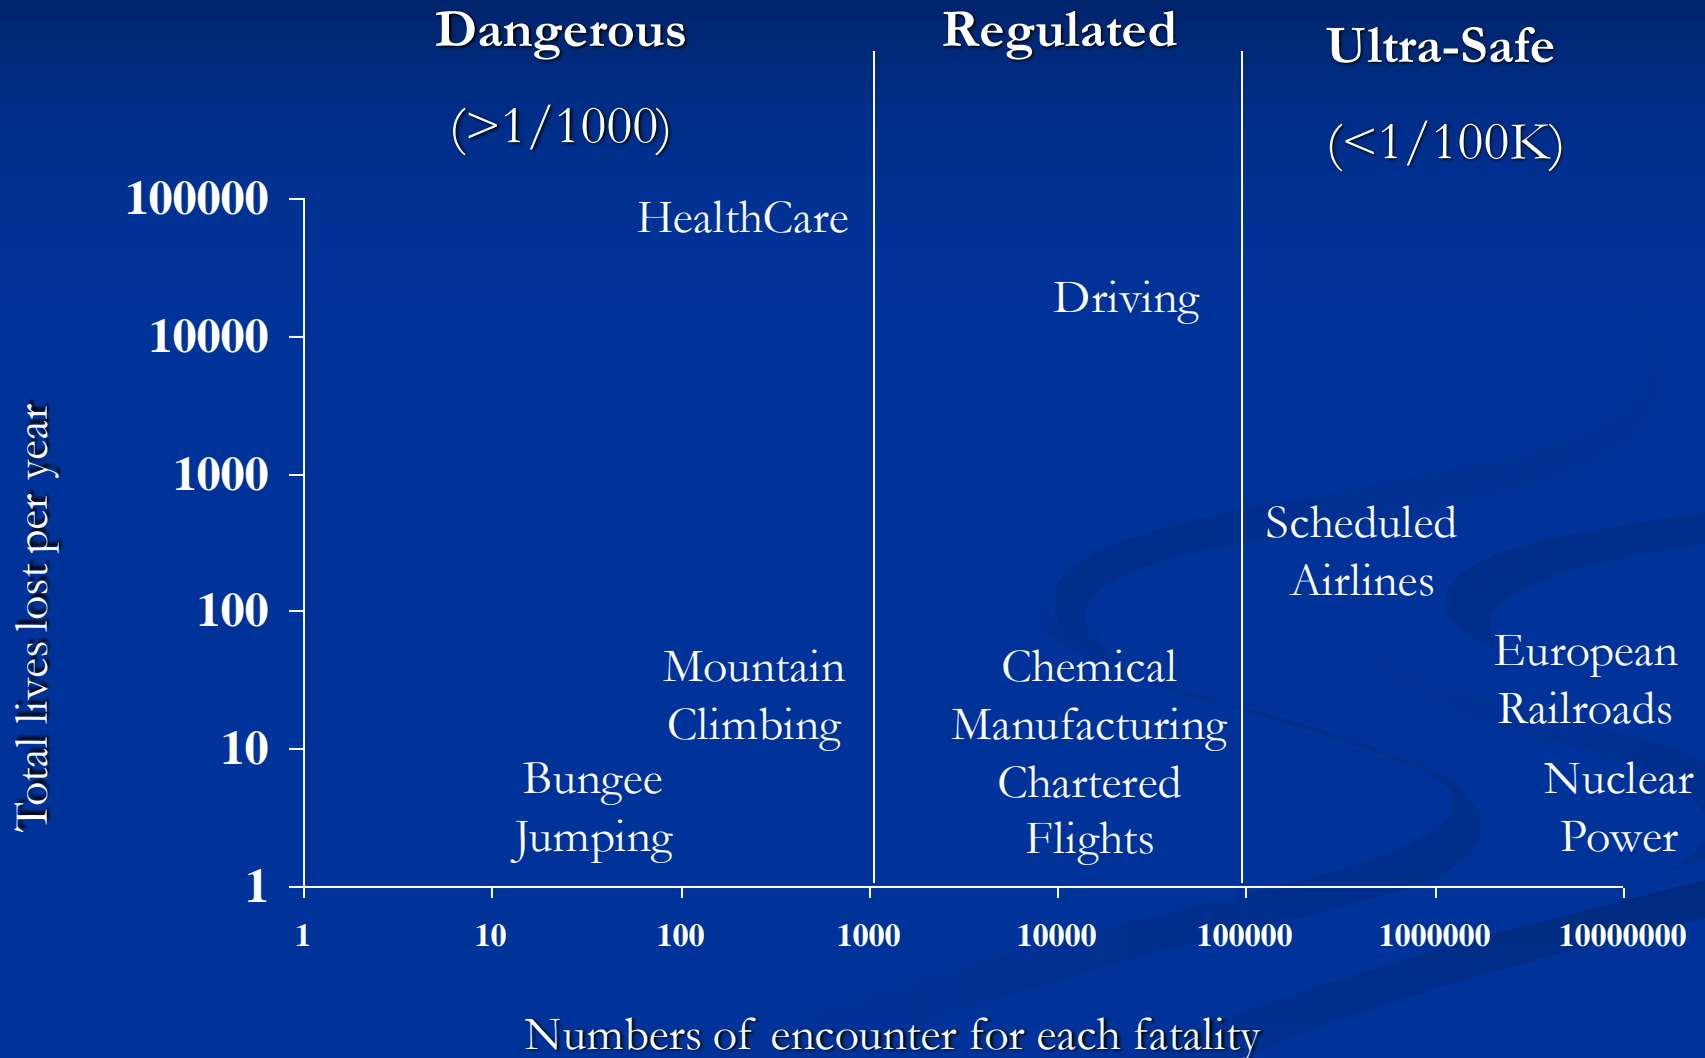 Dangerous
Regulated
Ultra-Safe
(>1/1000)
(<1/100K)
100000
HealthCare
Driving
10000
1000
Scheduled
Airlines
100
Mountain
Climbing
Chemical
Manufacturing
European
Railroads
10
Bungee
Jumping
Chartered
Flights
Nuclear
Power
1
Total lives lost per year
1 10 100 1000 10000 100000 1000000 10000000
Numbers of encounter for each fatality